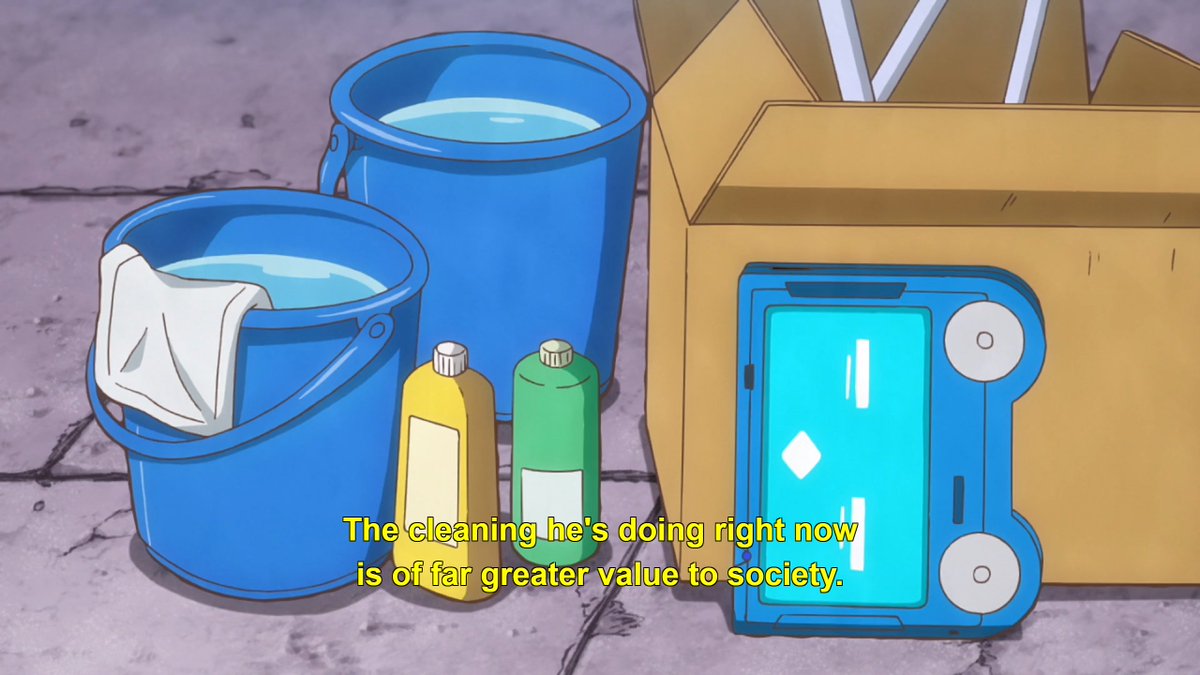 The cleaning he's doing right now
is of far greater value to society.